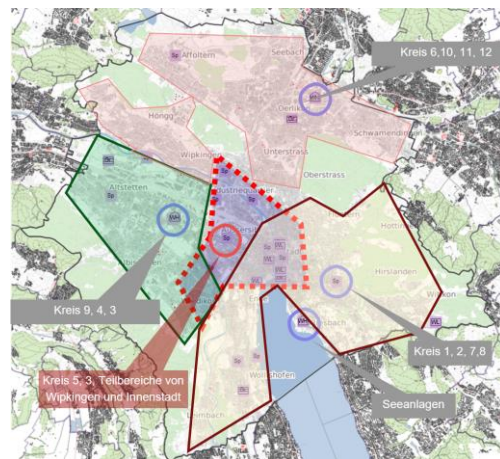 Kreis 6,10, 11, 12
Seebach
Affoltern
Oerlikon
Höngg
Schwamendingen
Wipkingen
Unterstrass
Oberstrass
Altstetten
Hirslanden
Kreis 9, 4, 3
Kreis 1, 2, 7,8
Kreis 5, 3, Teilbereiche von
Wipkingen und Innenstadt
Seeanlagen
Leimbach